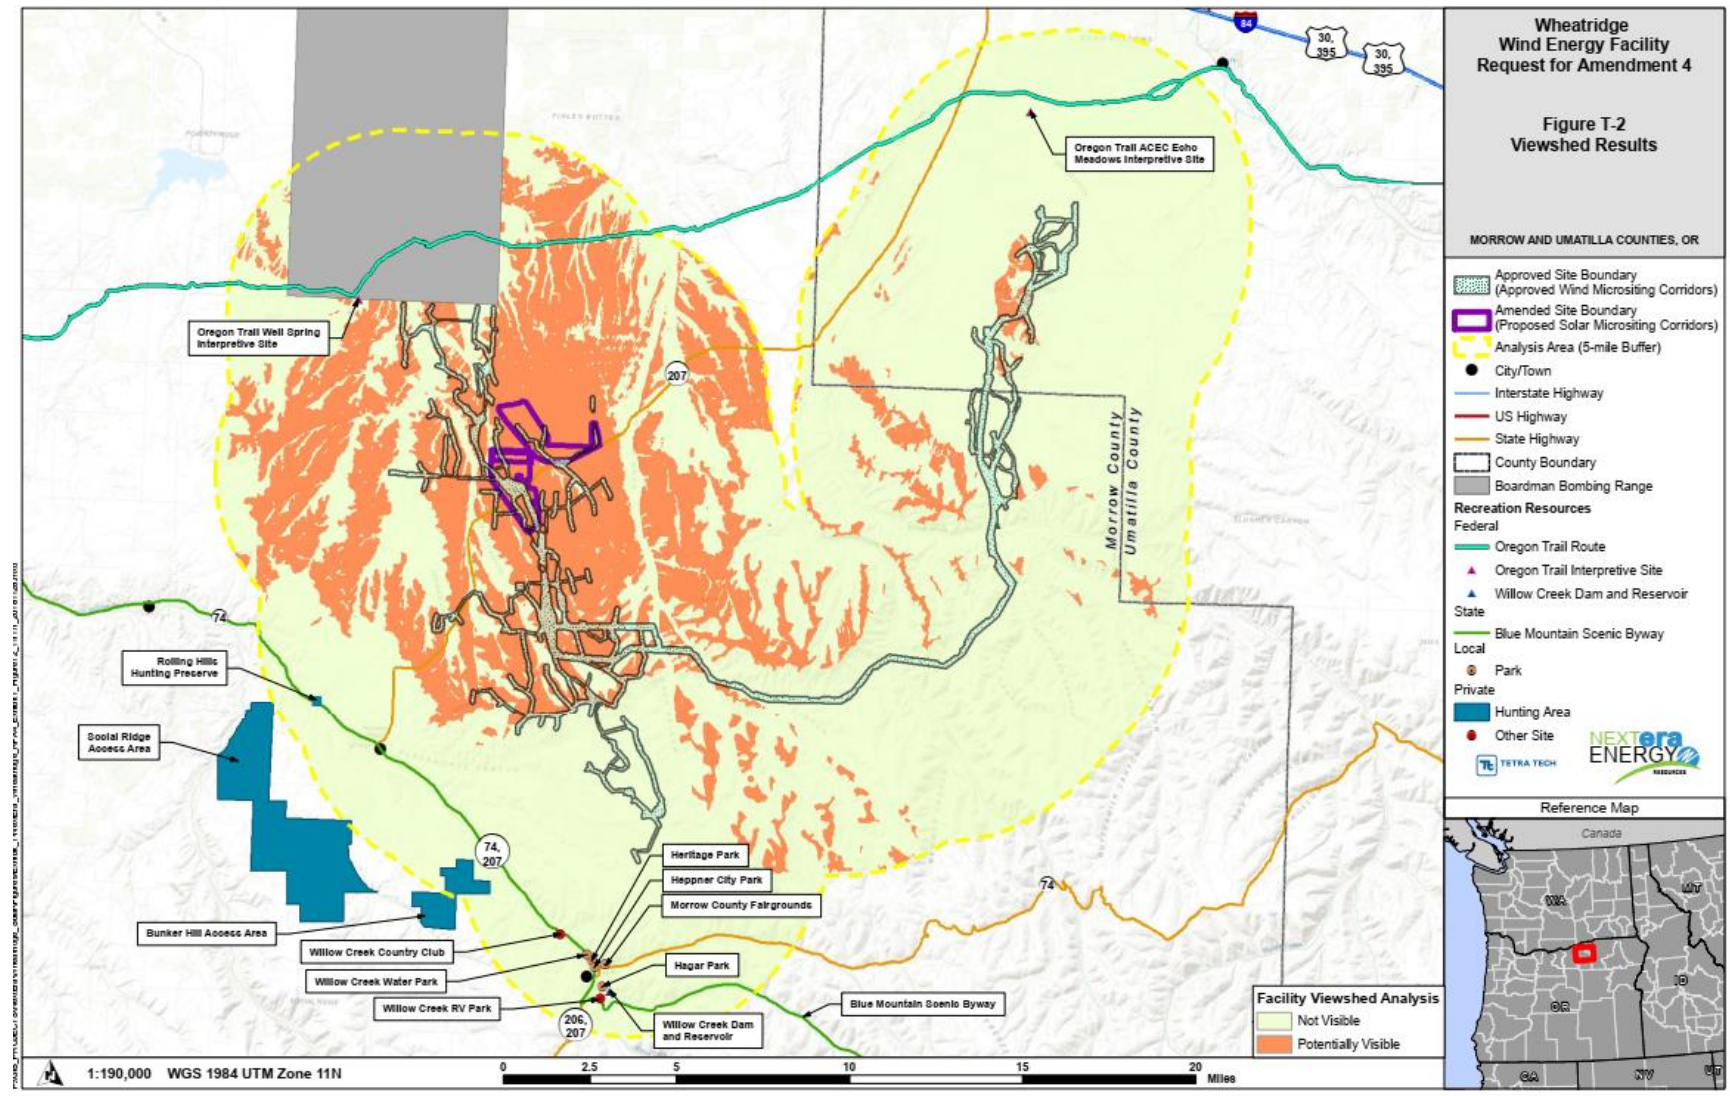 Wheatridge
Wind Energy Facility
Request for Amendment 4
Figure T-2
Viewshed Results
MORROW AND UMATILLA COUNTIES, OR
Approved Site Boundary
(Approved Wind Micrositing Corridors)
Amended Site Boundary
(Proposed Solar Micrositing Corridors)
Analysis Area (5-mile Buffer)
City/Town
Interstate Highway
US Highway
State Highway
County Boundary
Boardman Bombing Range
Recreation Resources
Federal
Oregon Trail Route
Oregon Trail Interpretive Site
Willow Creek Dam and Reservoir
State
Blue Mountain Scenic Byway
Local
Park
Private
Hunting Area
Other Site
NEXTera
ENERGY
RESOURCES
Tt TETRA TECH
Reference Map
Canada
WA
MT
OR
ID
CA
NV
UT
84
30,
395
30,
395
Oregon Trail ACEC Echo
Meadows Interpretive Site
Oregon Trail Well Spring
Interpretive Site
207
Morrow County
Umatilla County
74
Rolling Hills
Hunting Preserve
Social Ridge
Access Area
74,
207
Heritage Park
Heppner City Park
Morrow County Fairgrounds
74
Bunker Hill Access Area
Willow Creek Country Club
Willow Creek Water Park
Hagar Park
Willow Creek RV Park
Blue Mountain Scenic Byway
206,
207
Willow Creek Dam
and Reservoir
Facility Viewshed Analysis
Not Visible
Potentially Visible
1:190,000 WGS 1984 UTM Zone 11N
0 2.5 5 10 15 20
Miles